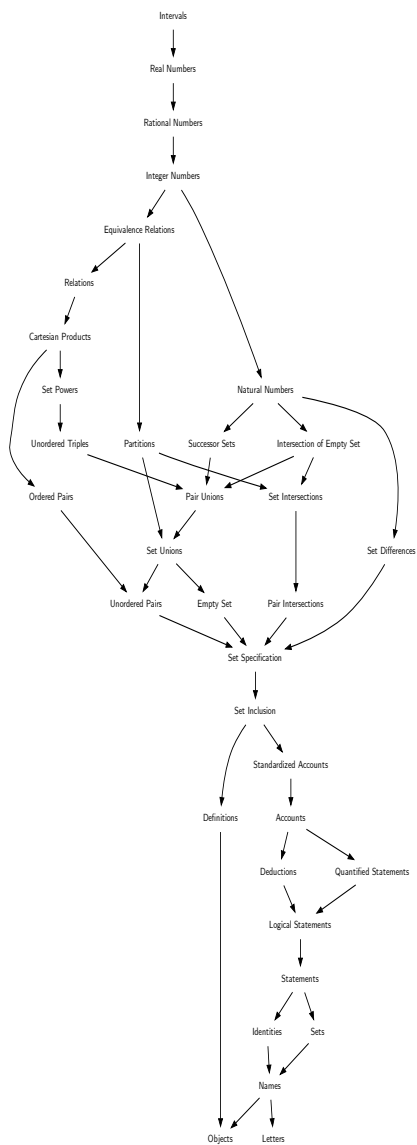 Intervals
Real Numbers
Rational Numbers
Integer Numbers
Equivalence Relations
Relations
Cartesian Products
Set Powers
Natural Numbers
Unordered Triples
Partitions
Successor Sets
Intersection of Empty Set
Ordered Pairs
Pair Unions
Set Intersections
Set Unions
Set Differences
Unordered Pairs
Empty Set
Pair Intersections
Set Specification
Set Inclusion
Standardized Accounts
Definitions
Accounts
Deductions
Quantified Statements
Logical Statements
Statements
Identities
Sets
Names
Objects
Letters